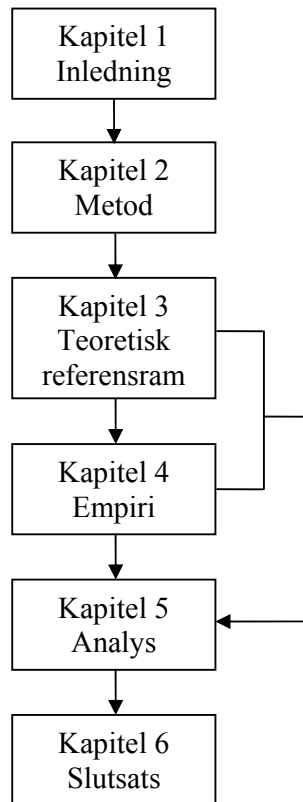 Kapitel 1
Inledning
Kapitel 2
Metod
Kapitel 3
Teoretisk
referensram
Kapitel 4
Empiri
Kapitel 5
Analys
Kapitel 6
Slutsats